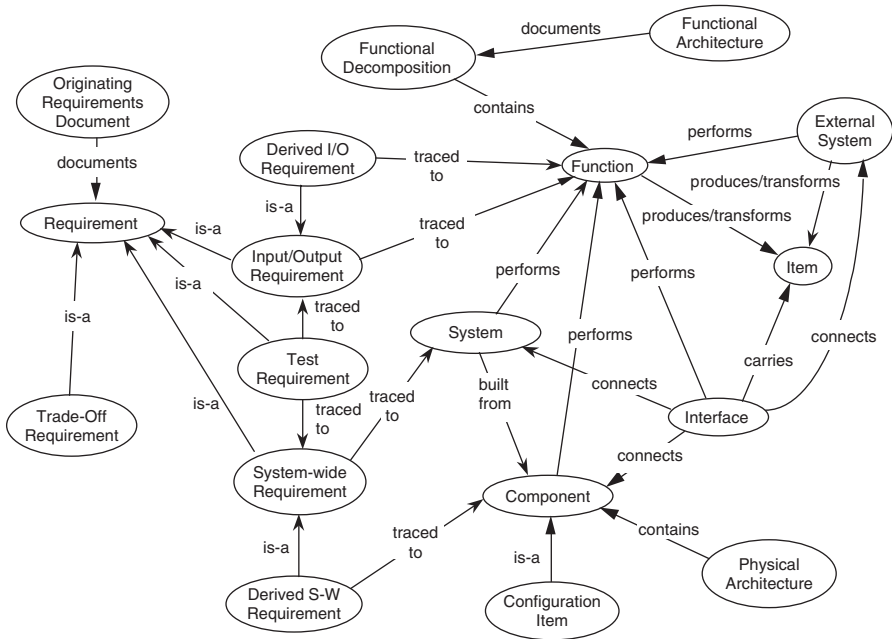 documents
Functional
Architecture
Functional
Decomposition
Originating
Requirements
Document
contains
External
System
performs
documents
Derived I/O
Requirement
traced
to
Function
produces/transforms
is-a
Requirement
traced
to
produces/transforms
is-a
Input/Output
Requirement
Item
is-a
performs
performs
traced
to
is-a
System
performs
connects
Test
Requirement
carries
built
from
connects
is-a
traced
to
traced
to
Trade-Off
Requirement
Interface
connects
System-wide
Requirement
Component
traced
to
contains
is-a
is-a
Physical
Architecture
Derived S-W
Requirement
Configuration
Item